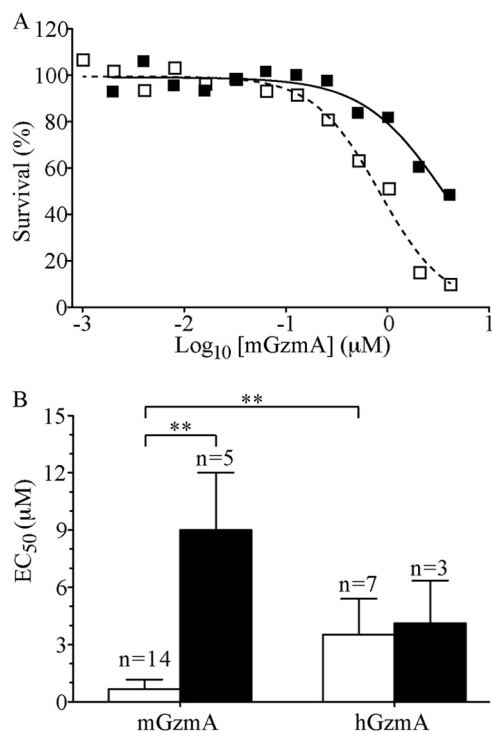 A
120
100
80
60
40
20
0
Survival (%)
-3 -2 -1 0 1
Log10 [mGzmA] (µM)
B
15
12
9
6
3
0
EC50 (µM)
**
**
n=14
n=5
n=7
n=3
mGzmA hGzmA